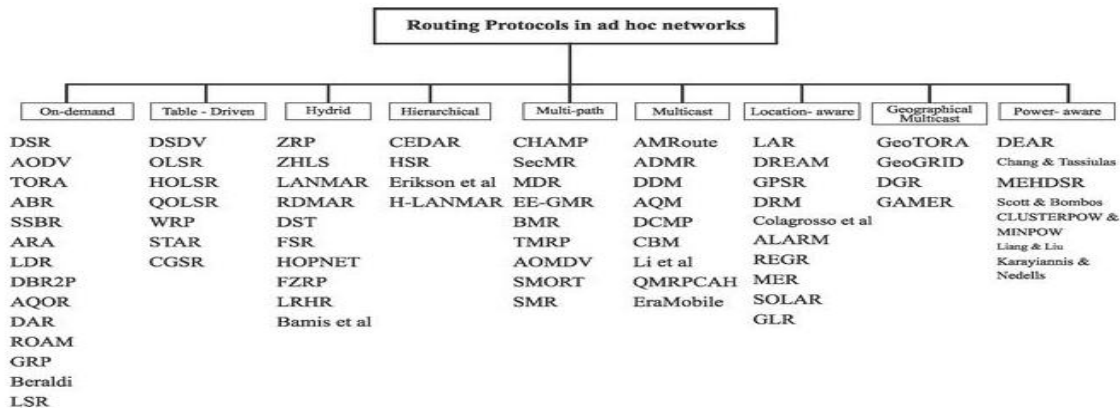 Routing Protocols in ad hoc networks
On-demand
DSR
AODV
TORA
ABR
SSBR
ARA
LDR
DBR2P
AQOR
DAR
ROAM
GRP
Beraldi
LSR
Table - Driven
DSDV
OLSR
HOLSR
QOLSR
WRP
STAR
CGSR
Hydrid
ZRP
ZHLS
LANMAR
RDMAR
DST
FSR
HOPNET
FZRP
LRHR
Bamis et al
Hierarchical
CEDAR
HSR
Erikson et al
H-LANMAR
Multi-path
CHAMP
SecMR
MDR
EE-GMR
BMR
TMRP
AOMDV
SMORT
SMR
Multicast
AMRoute
ADMR
DDM
AQM
DCMP
CBM
Li et al
QMRPCAH
EraMobile
Location- aware
LAR
DREAM
GPSR
DRM
Colagrosso et al
ALARM
REGR
MER
SOLAR
GLR
Geographical
Multicast
GeoTORA
GeoGRID
DGR
GAMER
Power- aware
DEAR
Chang & Tassiulas
MEHDSR
Scott & Bombos
CLUSTERPOW &
MINPOW
Liang & Liu
Karayiannis &
Nedells